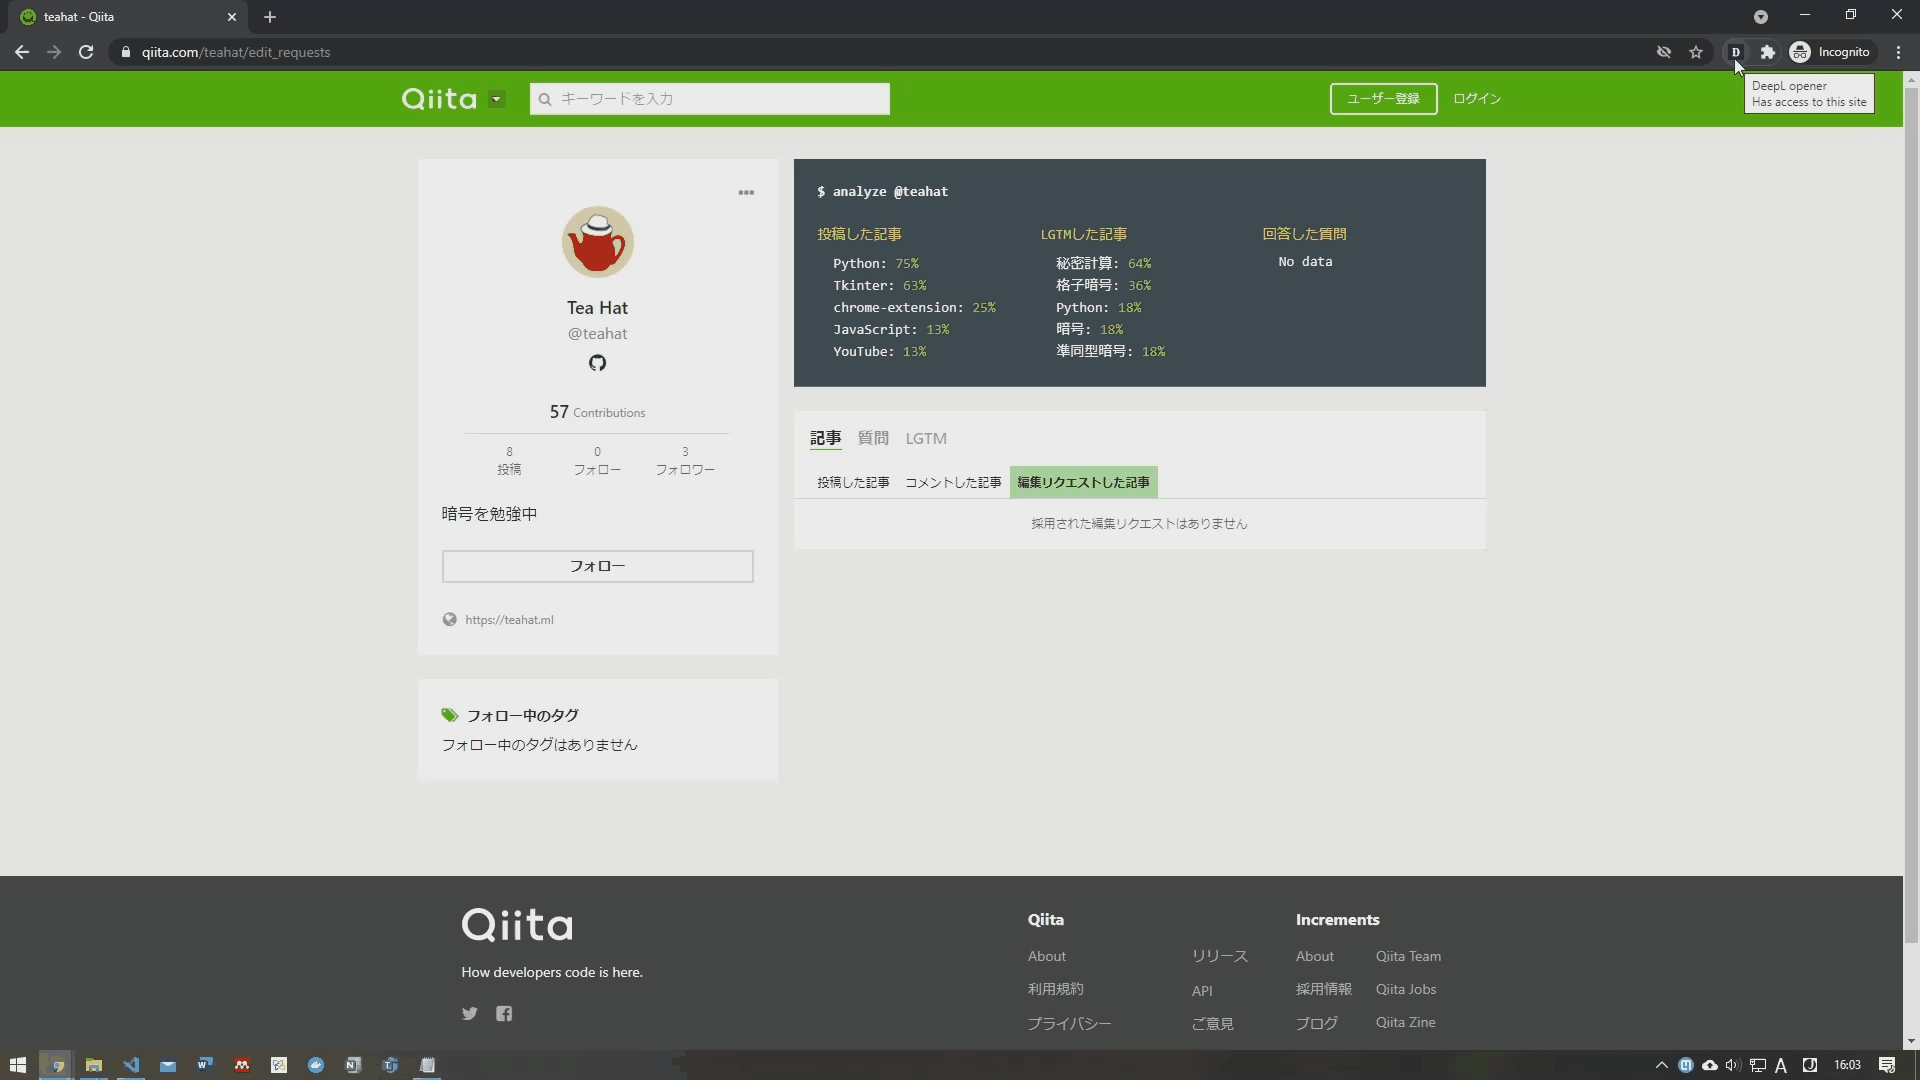 teahat - Qiita
qiita.com/teahat/edit_requests
Incognito
DeepL opener
Has access to this site
Qiita
キーワードを入力
ユーザー登録
ログイン
Tea Hat
@teahat
57 Contributions
8 0 3
投稿 フォロー フォロワー
暗号を勉強中
フォロー
https://teahat.ml
フォロー中のタグ
フォロー中のタグはありません
$ analyze @teahat
投稿した記事
Python: 75%
Tkinter: 63%
chrome-extension: 25%
JavaScript: 13%
YouTube: 13%
LGTMした記事
秘密計算: 64%
格子暗号: 36%
Python: 18%
暗号: 18%
準同型暗号: 18%
回答した質問
No data
記事 質問 LGTM
投稿した記事 コメントした記事 編集リクエストした記事
採用された編集リクエストはありません
Qiita
How developers code is here.
Qiita
About
利用規約
プライバシー
リリース
API
ご意見
Increments
About
採用情報
ブログ
Qiita Team
Qiita Jobs
Qiita Zine
A
16:03